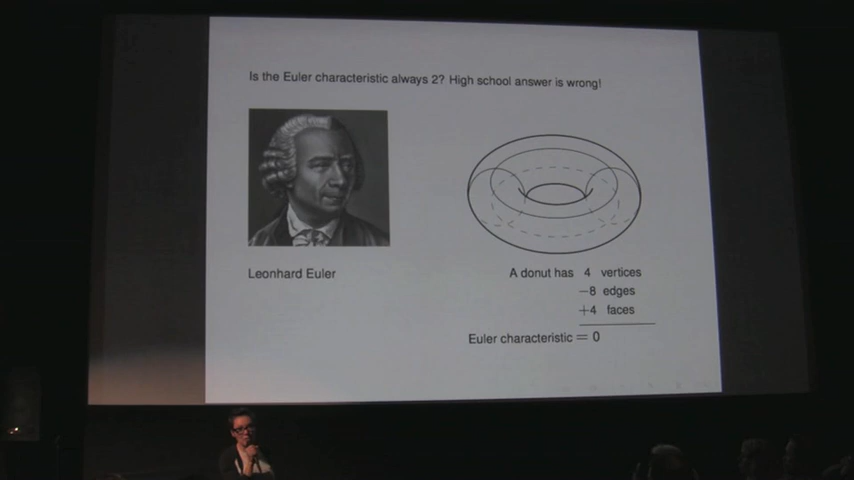 Is the Euler characteristic always 2? High school answer is wrong!
Leonhard Euler
A donut has 4 vertices
−8 edges
+4 faces
Euler characteristic = 0